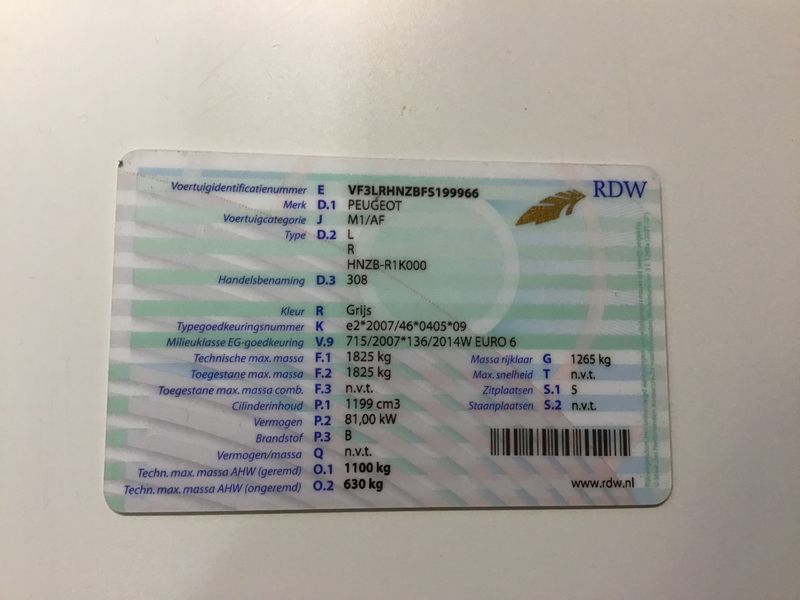 RDW
Voertuigidentificatienummer E VF3LRHNZBFS199966
Merk D.1 PEUGEOT
Voertuigcategorie J M1/AF
Type D.2 L
R
HNZB-R1K000
Handelsbenaming D.3 308
Kleur R Grijs
Typegoedkeuringsnummer K e2*2007/46*0405*09
Milieuklasse EG-goedkeuring V.9 715/2007*136/2014W EURO 6
Technische max. massa F.1 1825 kg Massa rijklaar G 1265 kg
Toegestane max. massa F.2 1825 kg Max. snelheid T n.v.t.
Toegestane max. massa comb. F.3 n.v.t. Zitplaatsen S.1 5
Cilinderinhoud P.1 1199 cm3 Staanplaatsen S.2 n.v.t.
Vermogen P.2 81,00 kW
Brandstof P.3 B
Vermogen/massa Q n.v.t.
Techn. max. massa AHW (geremd) O.1 1100 kg
Techn. max. massa AHW (ongeremd) O.2 630 kg
www.rdw.nl